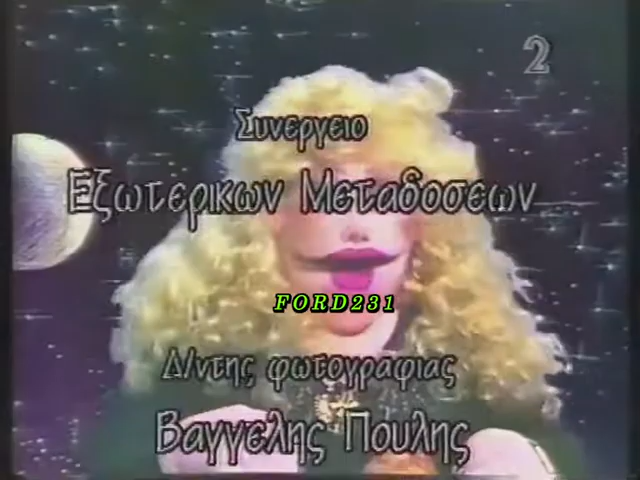 2
Συνεργειο
Εξωτερικων Μεταδοσεων
FORD231
Δ/ντης φωτογραφιας
Βαγγελης Πουλης